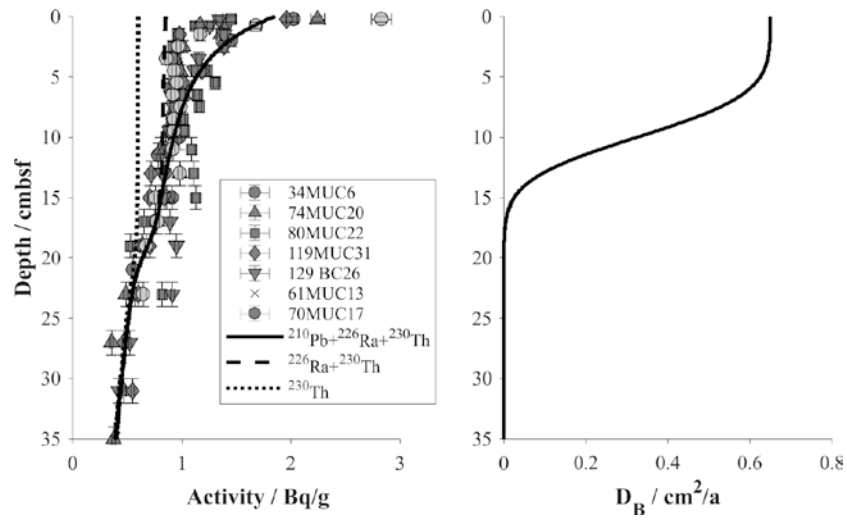 0
5
10
15
20
25
30
35
Depth / cmbsf
34MUC6
74MUC20
80MUC22
119MUC31
129 BC26
61MUC13
70MUC17
²¹⁰Pb+²²⁶Ra+²³⁰Th
²²⁶Ra+²³⁰Th
²³⁰Th
0 1 2 3
Activity / Bq/g
0
5
10
15
20
25
30
35
0 0.2 0.4 0.6 0.8
D_B / cm²/a